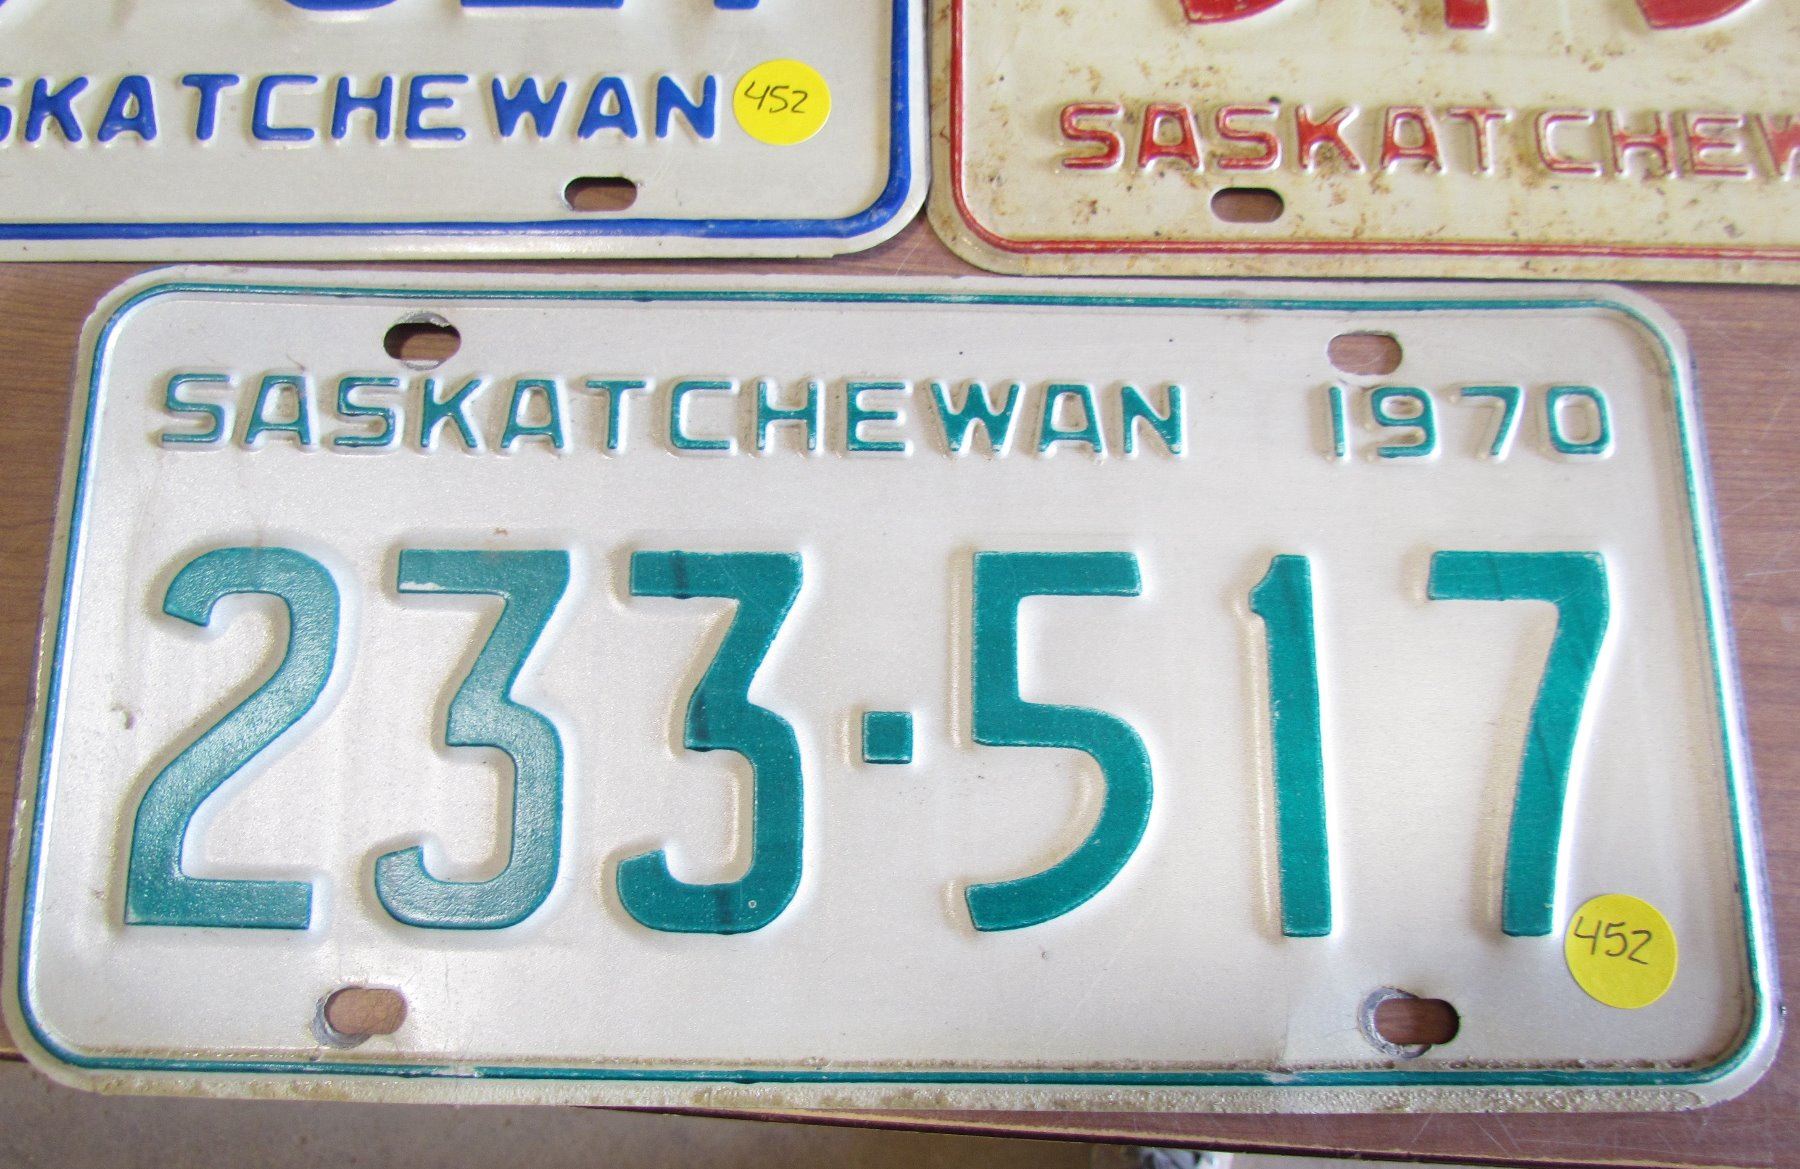 SKATCHEWAN 452
SASKATCHEW
SASKATCHEWAN 1970
233-517
452